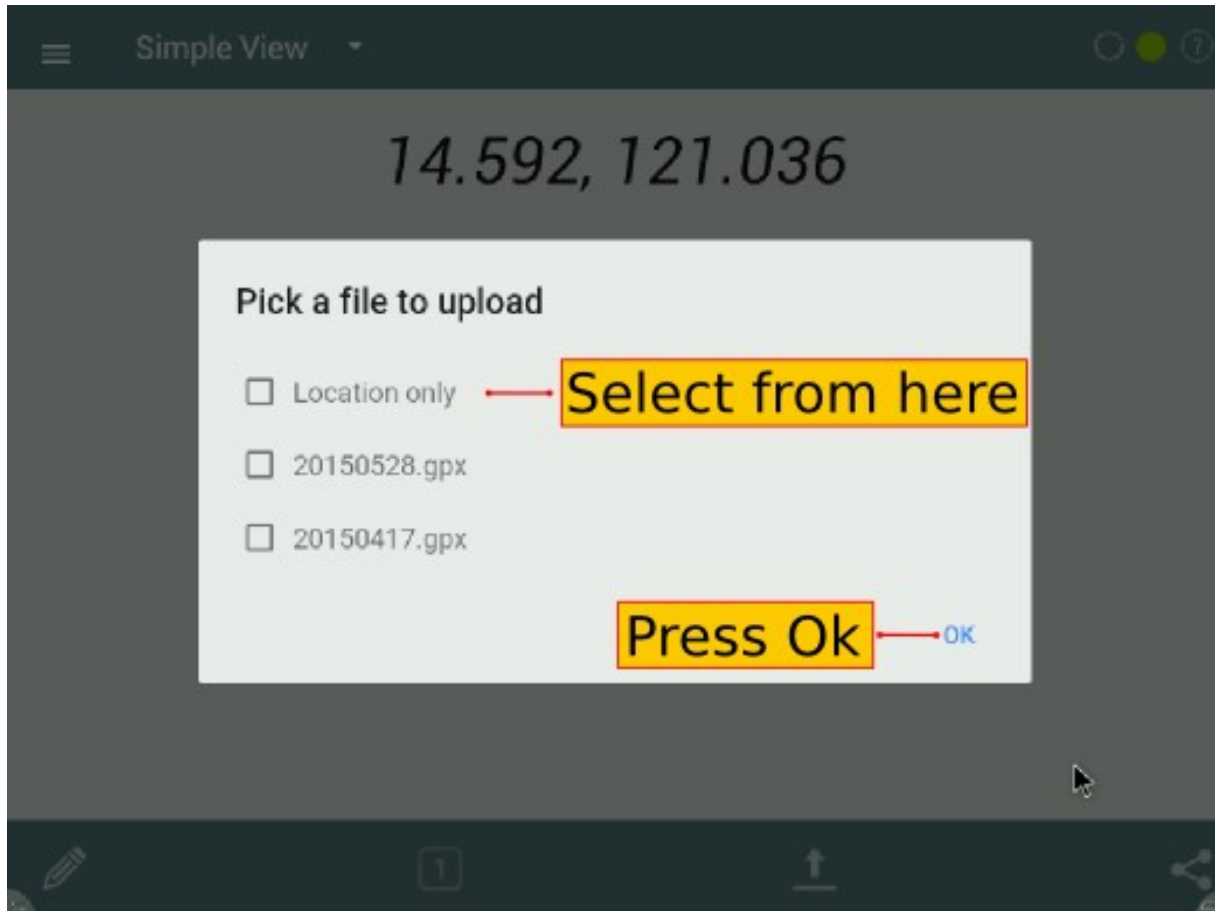 Simple View
14.592, 121.036
Pick a file to upload
Location only
Select from here
20150528.gpx
20150417.gpx
Press Ok
OK
1